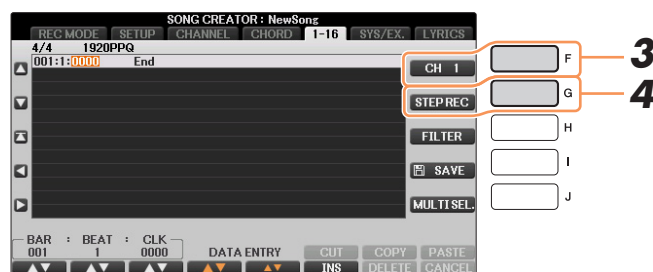 SONG CREATOR : NewSong
REC MODE SETUP CHANNEL CHORD 1-16 SYS/EX. LYRICS
4/4 1920PPQ
001:1:0000 End
CH 1
STEP REC
FILTER
SAVE
MULTI SEL.
F
G
H
I
J
3
4
BAR : BEAT : CLK
001 1 0000
DATA ENTRY
CUT COPY PASTE
INS DELETE CANCEL